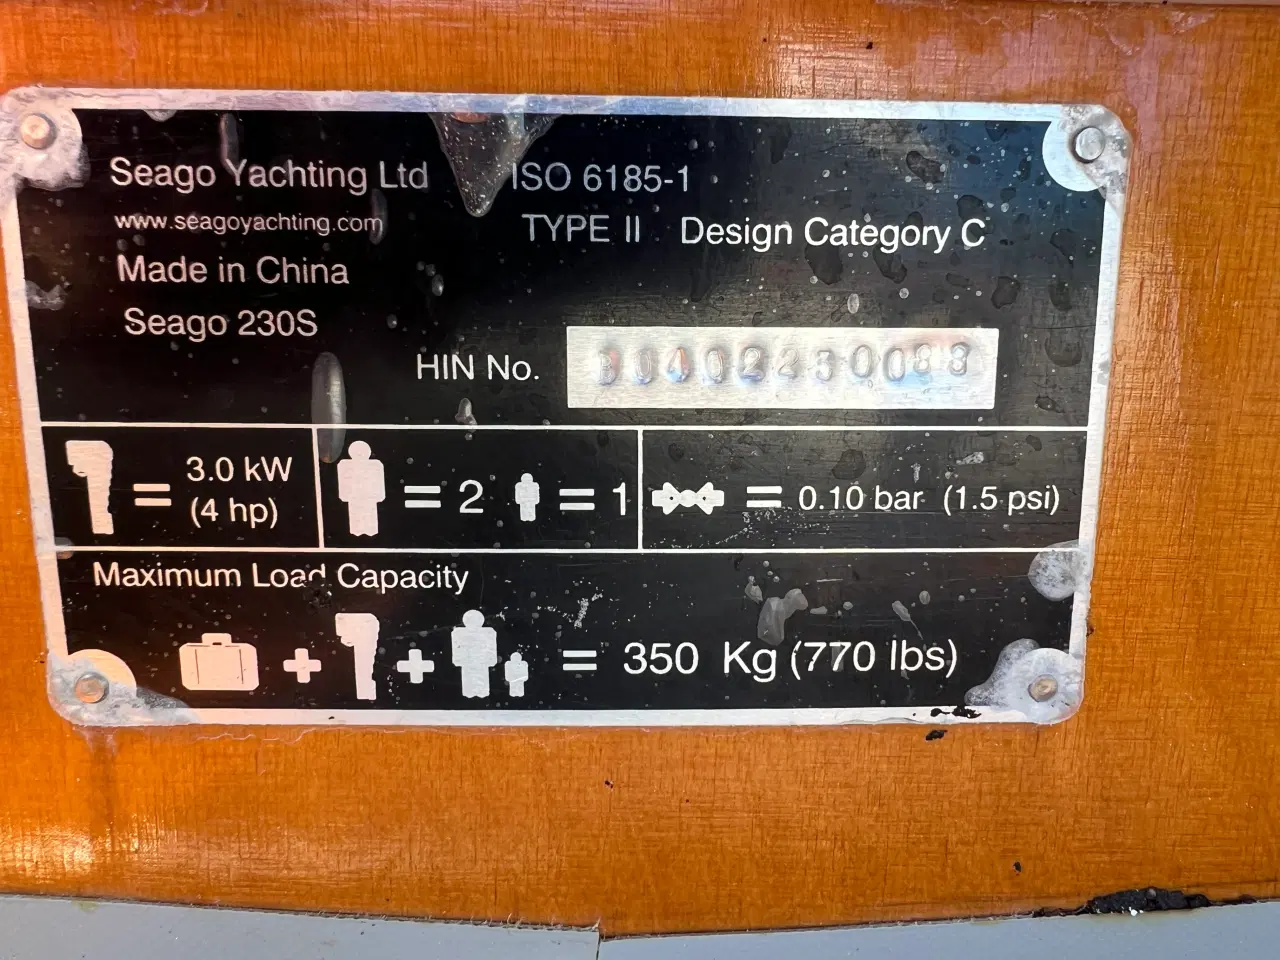 Seago Yachting Ltd
www.seagoyachting.com
Made in China
Seago 230S
ISO 6185-1
TYPE II Design Category C
HIN No.
= 3.0 kW
(4 hp)
= 2 = 1
= 0.10 bar (1.5 psi)
Maximum Load Capacity
+ + = 350 Kg (770 lbs)